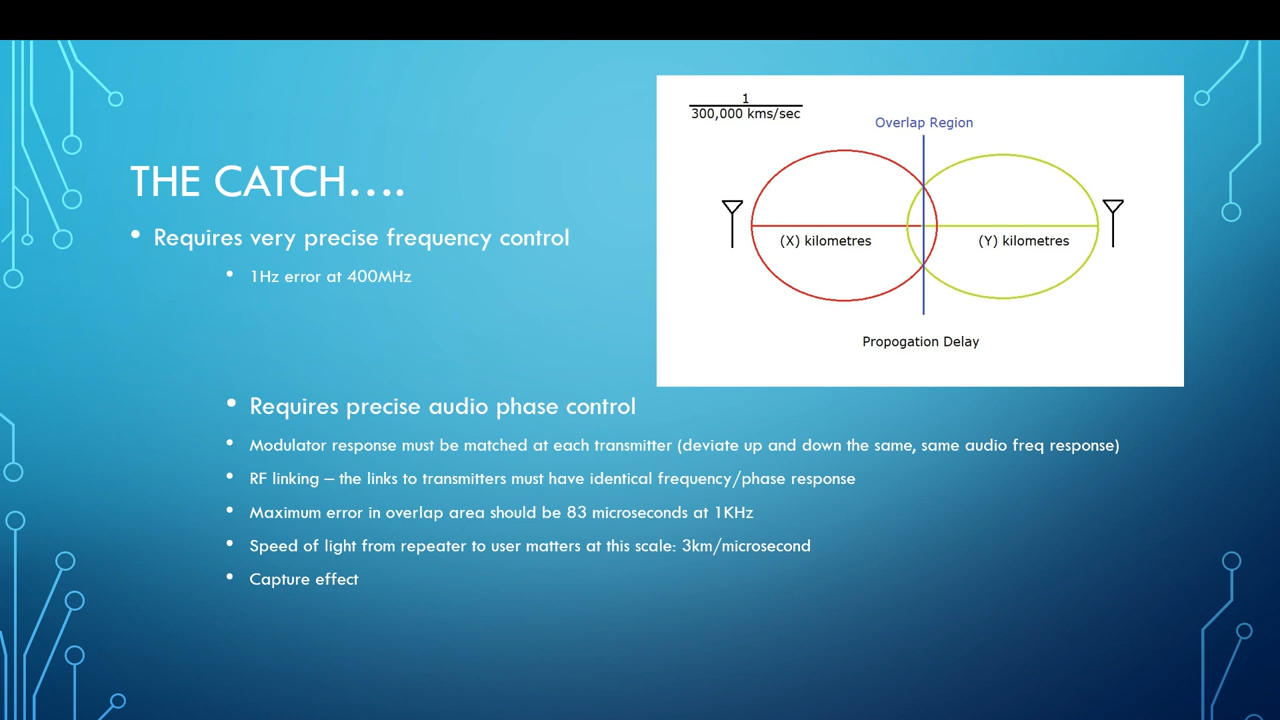 THE CATCH....
Requires very precise frequency control
1Hz error at 400MHz
1
300,000 kms/sec
Overlap Region
(X) kilometres
(Y) kilometres
Propogation Delay
Requires precise audio phase control
Modulator response must be matched at each transmitter (deviate up and down the same, same audio freq response)
RF linking – the links to transmitters must have identical frequency/phase response
Maximum error in overlap area should be 83 microseconds at 1KHz
Speed of light from repeater to user matters at this scale: 3km/microsecond
Capture effect